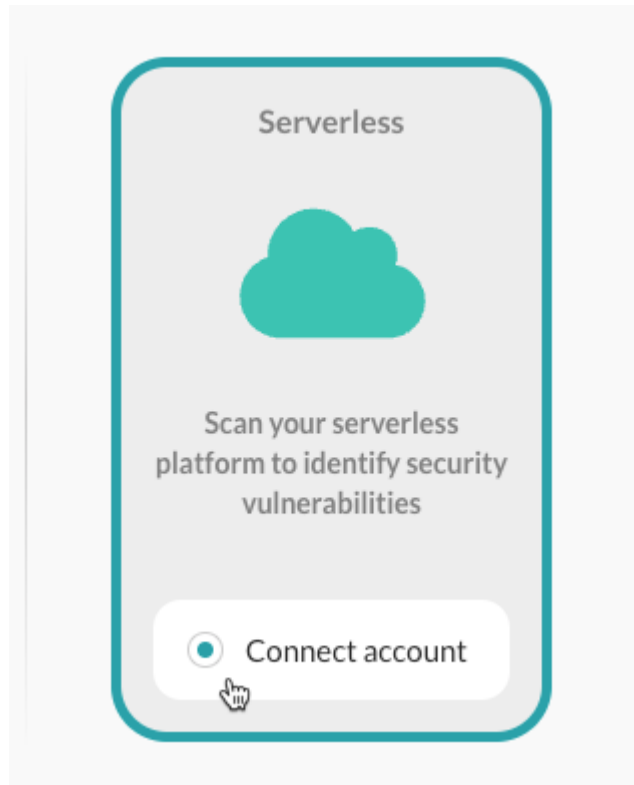 Serverless
Scan your serverless
platform to identify security
vulnerabilities
Connect account